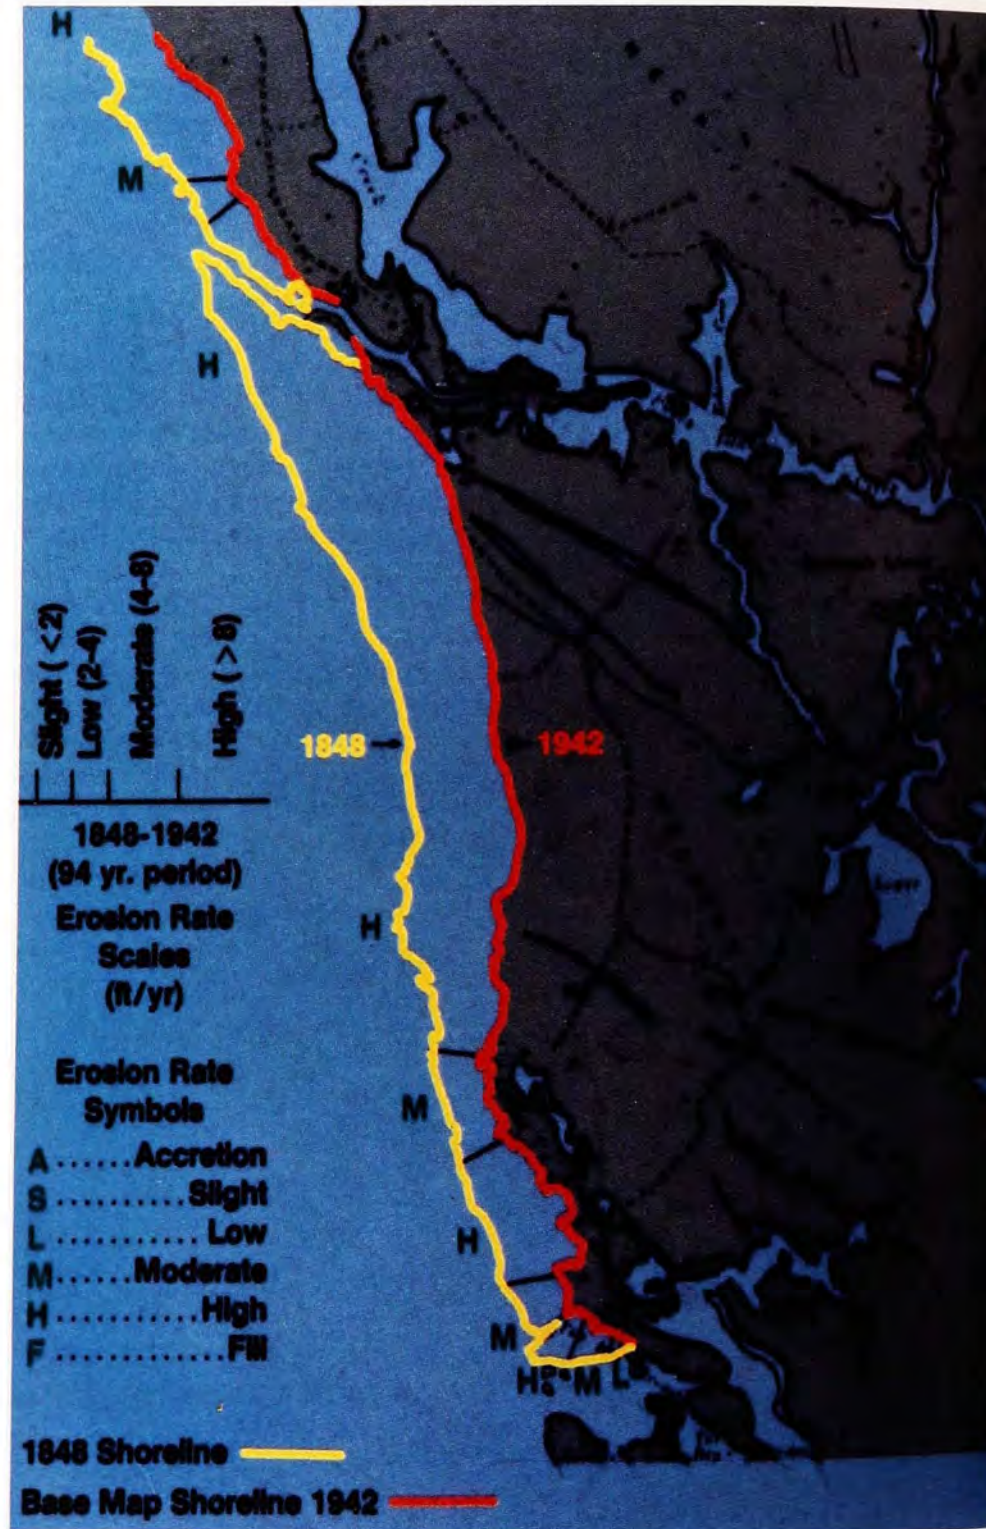 H
M
H
Slight ( <2)
Low (2-4)
Moderate (4-8)
High ( > 8)
1848
1942
1848-1942
(94 yr. period)
Erosion Rate
Scales
(ft/yr)
H
M
H
M
H
M
L
Erosion Rate
Symbols
A ...... Accretion
S .......... Slight
L ........... Low
M ...... Moderate
H ........... High
F ............. Fill
1848 Shoreline
Base Map Shoreline 1942